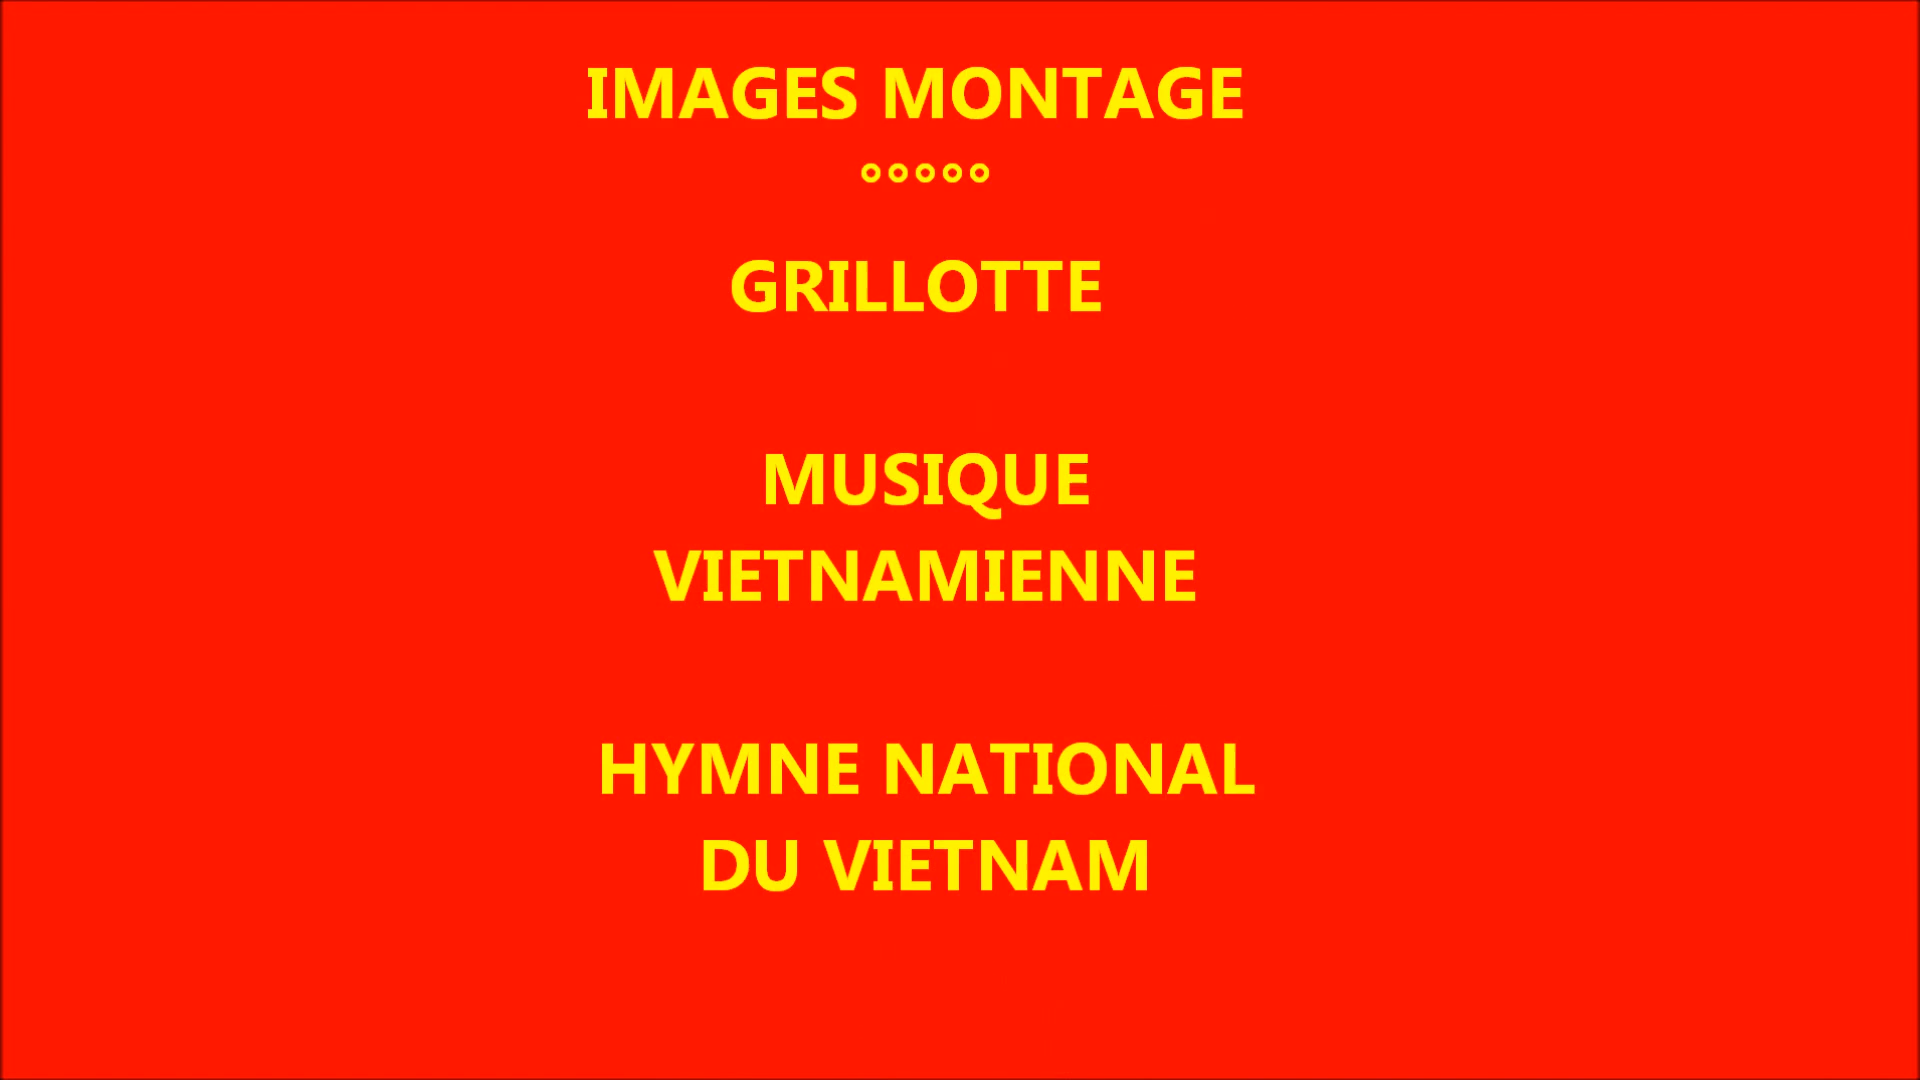 IMAGES MONTAGE
°°°°°
GRILLOTTE
MUSIQUE
VIETNAMIENNE
HYMNE NATIONAL
DU VIETNAM